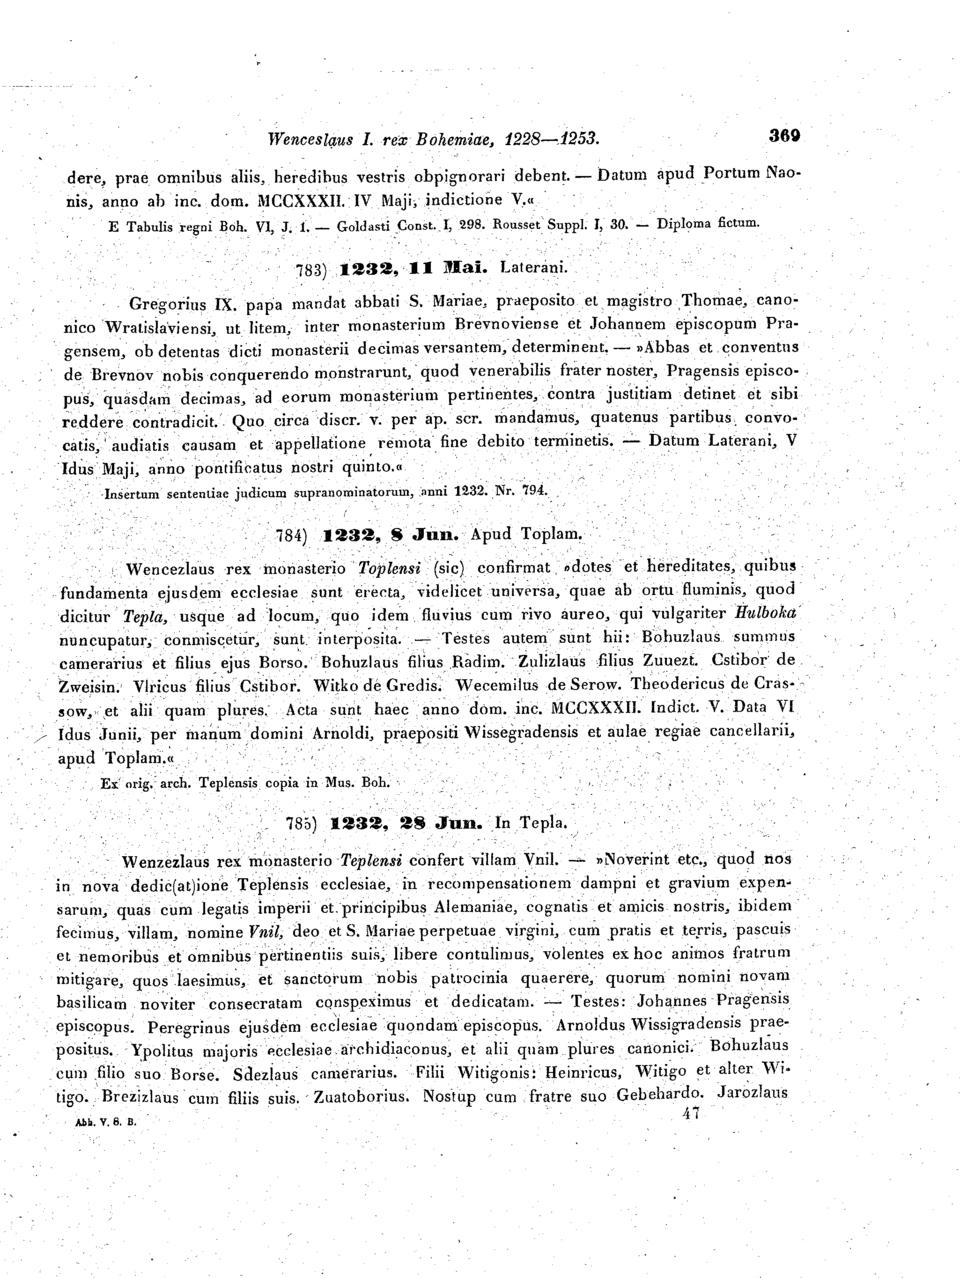 Wenceslaus I. rex Bohemiae, 1228—1253. 369
dere, prae omnibus aliis, heredibus vestris obpignorari debent. — Datum apud Portum Nao-
nis, anno ab inc. dom. MCCXXXII. IV Maji, indictione V.«
E Tabulis regni Boh. VI, J. 1. — Goldasti Const. I, 298. Rousset Suppl. I, 30. — Diploma fictum.
783) 1232, 11 Mai. Laterani.
Gregorius IX. papa mandat abbati S. Mariae, praeposito et magistro Thomae, cano-
nico Wratislaviensi, ut litem, inter monasterium Brevnoviense et Johannem episcopum Pra-
gensem, ob detentas dicti monasterii decimas versantem, determinent. — »Abbas et conventus
de Brevnov nobis conquerendo monstrarunt, quod venerabilis frater noster, Pragensis episco-
pus, quasdam decimas, ad eorum monasterium pertinentes, contra justitiam detinet et sibi
reddere contradicit. Quo circa discr. v. per ap. scr. mandamus, quatenus partibus convo-
catis, audiatis causam et appellatione remota fine debito terminetis. — Datum Laterani, V
Idus Maji, anno pontificatus nostri quinto.«
Insertum sententiae judicum supranominatorum, anni 1232. Nr. 794.
784) 1232, 8 Jun. Apud Toplam.
Wencezlaus rex monasterio Toplensi (sic) confirmat »dotes et hereditates, quibus
fundamenta ejusdem ecclesiae sunt erecta, videlicet universa, quae ab ortu fluminis, quod
dicitur Tepla, usque ad locum, quo idem fluvius cum rivo aureo, qui vulgariter Hulboka
nuncupatur, conmiscetur, sunt interposita. — Testes autem sunt hii: Bohuzlaus summus
camerarius et filius ejus Borso. Bohuzlaus filius Radim. Zulizlaus filius Zuuezt. Cstibor de
Zweisin. Vlricus filius Cstibor. Witko de Gredis. Wecemilus de Serow. Theodericus de Cras-
sow, et alii quam plures. Acta sunt haec anno dom. inc. MCCXXXII. Indict. V. Data VI
Idus Junii, per manum domini Arnoldi, praepositi Wissegradensis et aulae regiae cancellarii,
apud Toplam.«
Ex orig. arch. Teplensis copia in Mus. Boh.
785) 1232, 28 Jun. In Tepla.
Wenzezlaus rex monasterio Teplensi confert villam Vnil. — »Noverint etc., quod nos
in nova dedic(at)ione Teplensis ecclesiae, in recompensationem dampni et gravium expen-
sarum, quas cum legatis imperii et principibus Alemaniae, cognatis et amicis nostris, ibidem
fecimus, villam, nomine Vnil, deo et S. Mariae perpetuae virgini, cum pratis et terris, pascuis
et nemoribus et omnibus pertinentiis suis, libere contulimus, volentes ex hoc animos fratrum
mitigare, quos laesimus, et sanctorum nobis patrocinia quaerere, quorum nomini novam
basilicam noviter consecratam conspeximus et dedicatam. — Testes: Johannes Pragensis
episcopus. Peregrinus ejusdem ecclesiae quondam episcopus. Arnoldus Wissigradensis prae-
positus. Ypolitus majoris ecclesiae archidiaconus, et alii quam plures canonici. Bohuzlaus
cum filio suo Borse. Sdezlaus camerarius. Filii Witigonis: Heinricus, Witigo et alter Wi-
tigo. Brezizlaus cum filiis suis. Zuatoborius. Nostup cum fratre suo Gebehardo. Jarozlaus
Abh. V. 8. B. 47